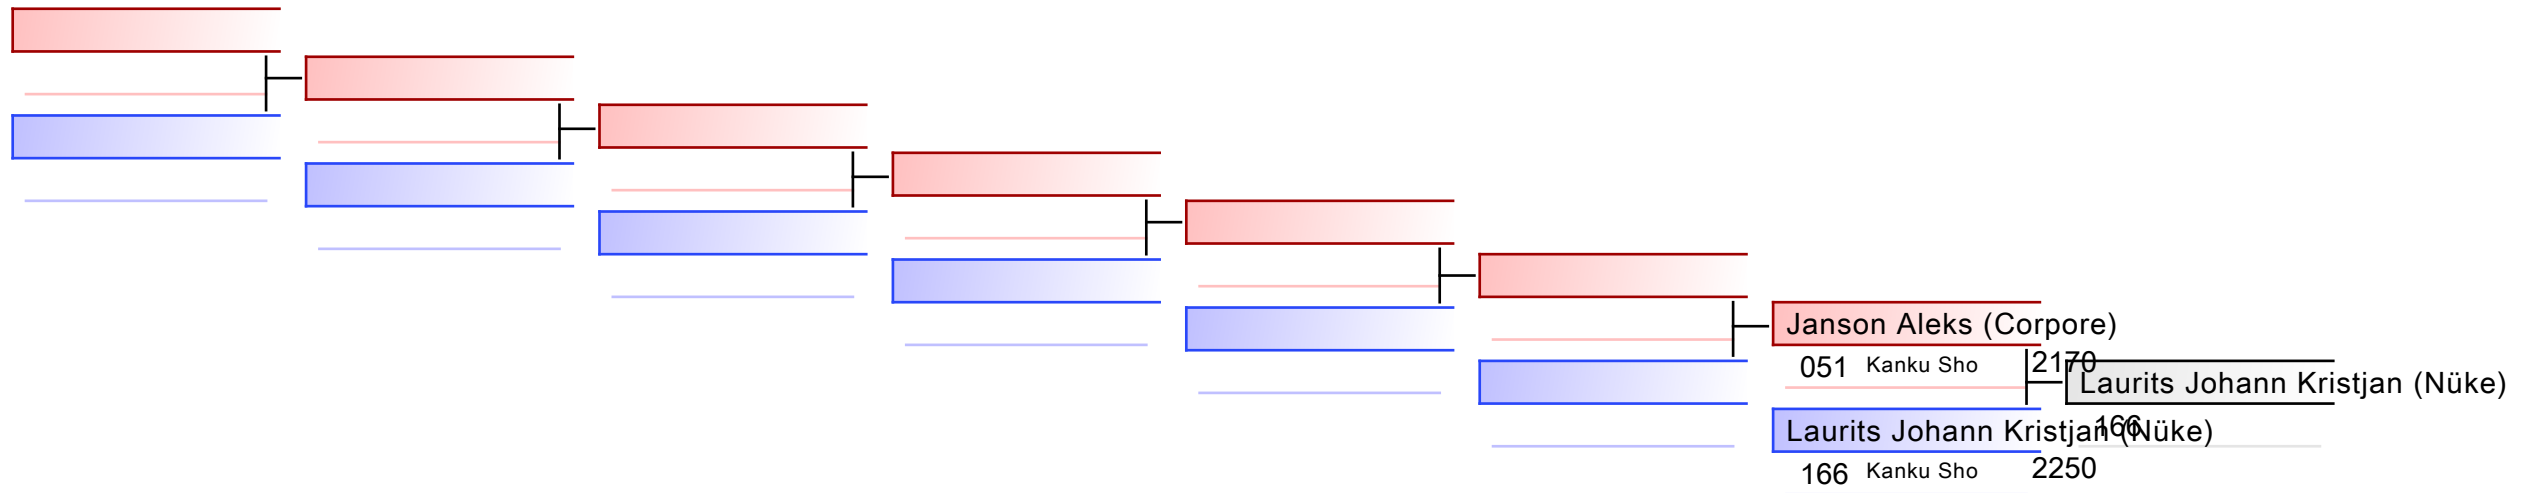 Janson Aleks (Corpore)
051 Kanku Sho 2170
Laurits Johann Kristjan (Nüke)
166
Laurits Johann Kristjan (Nüke)
166 Kanku Sho 2250